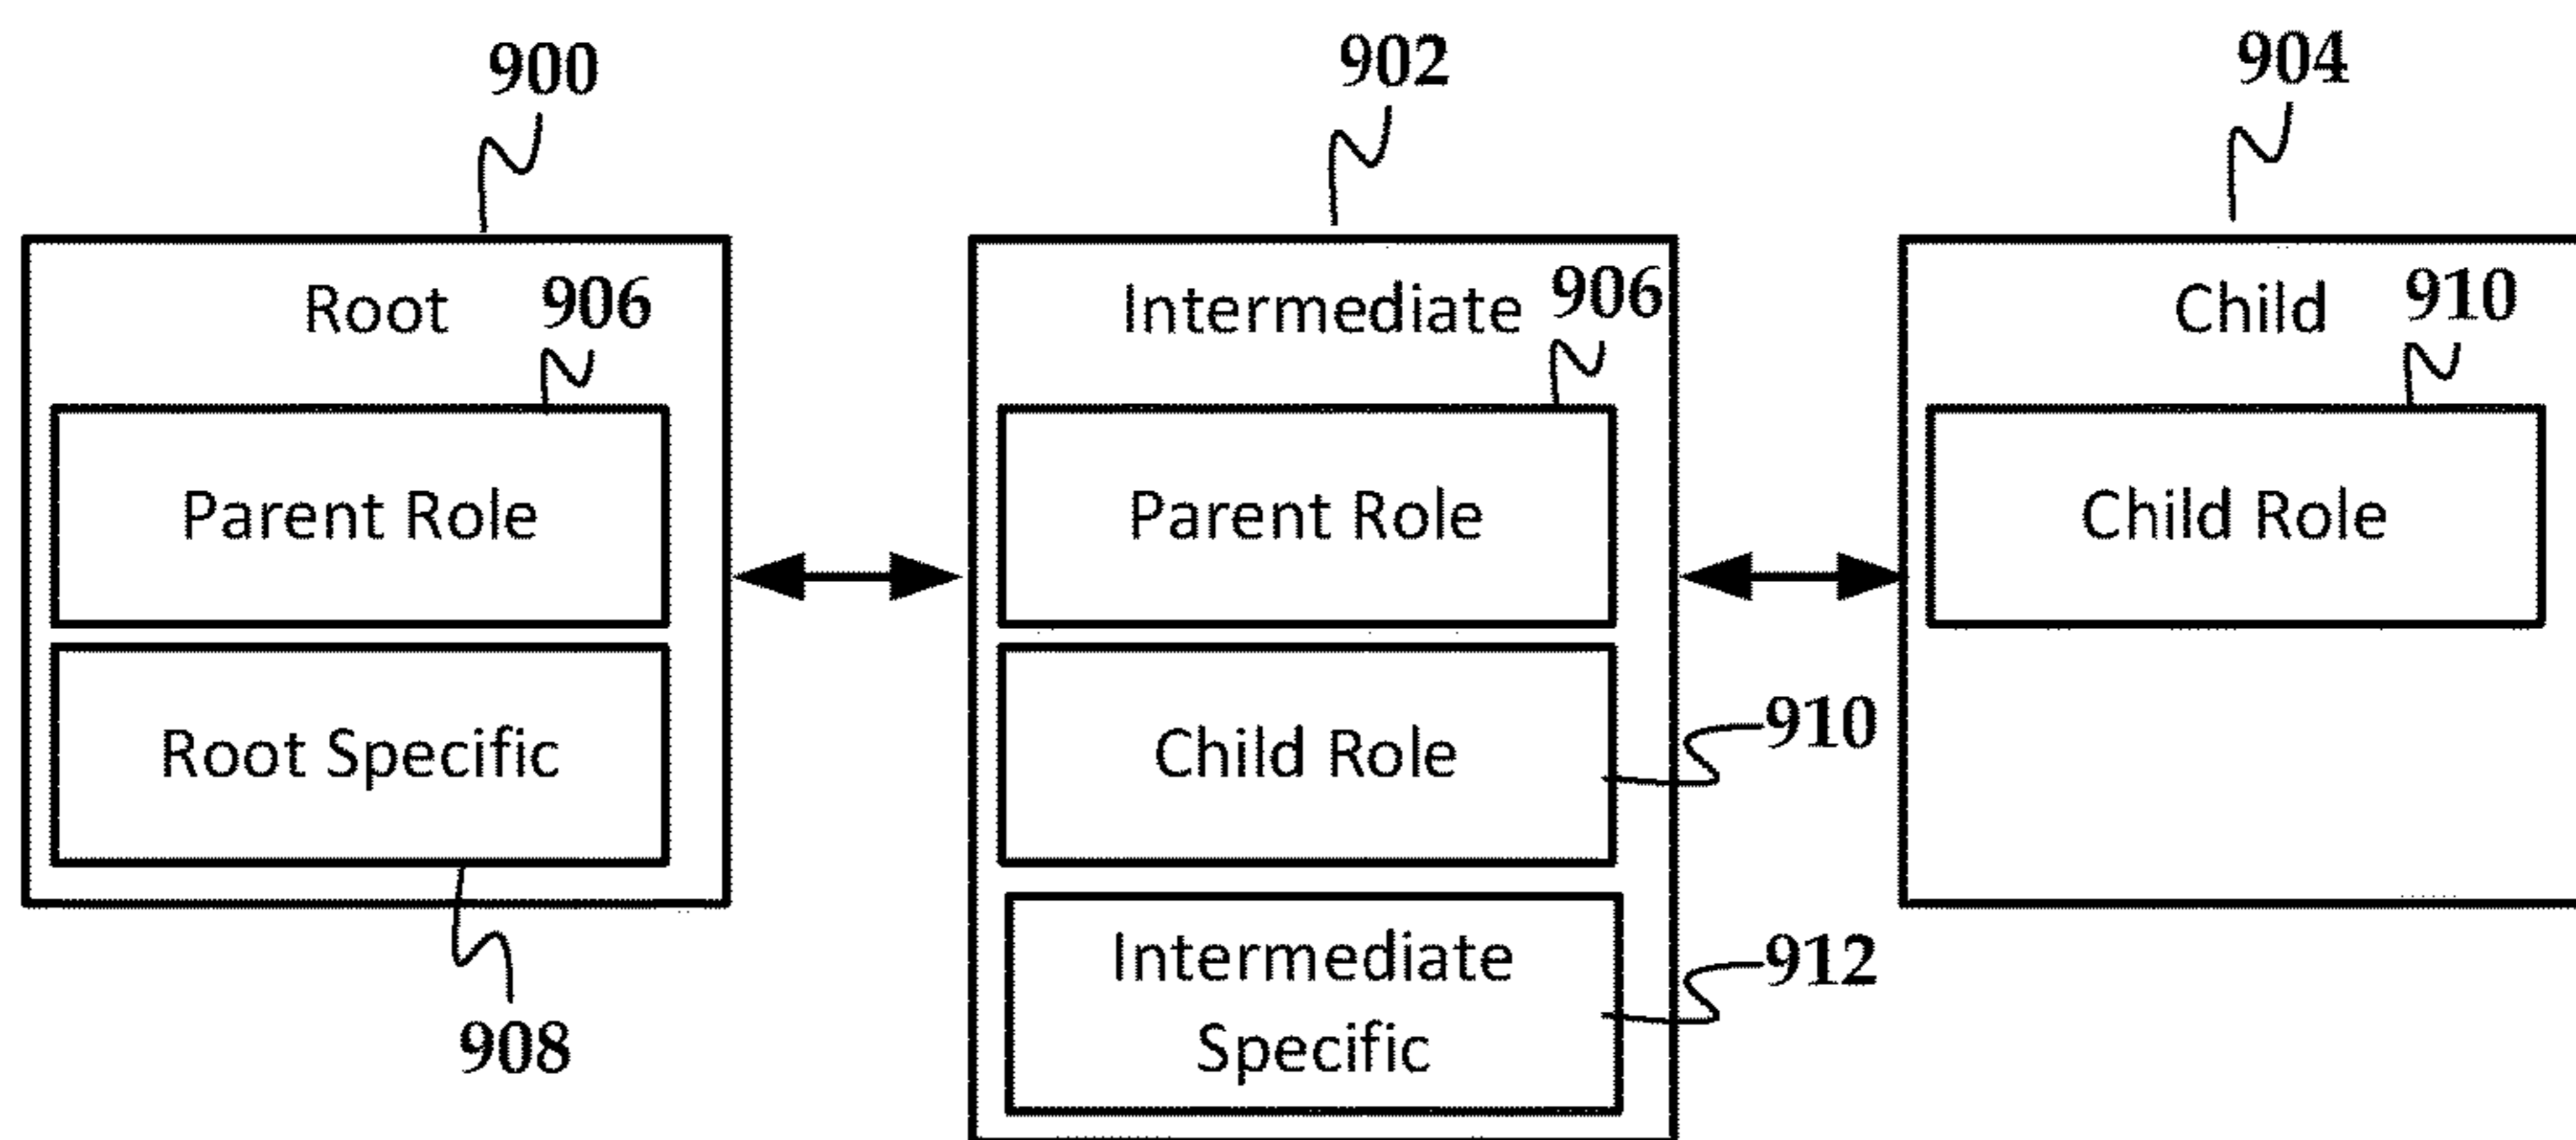 900
902
904
Root
906
Intermediate
906
Child
910
Parent Role
Parent Role
Child Role
Root Specific
Child Role
910
Intermediate
Specific
912
908